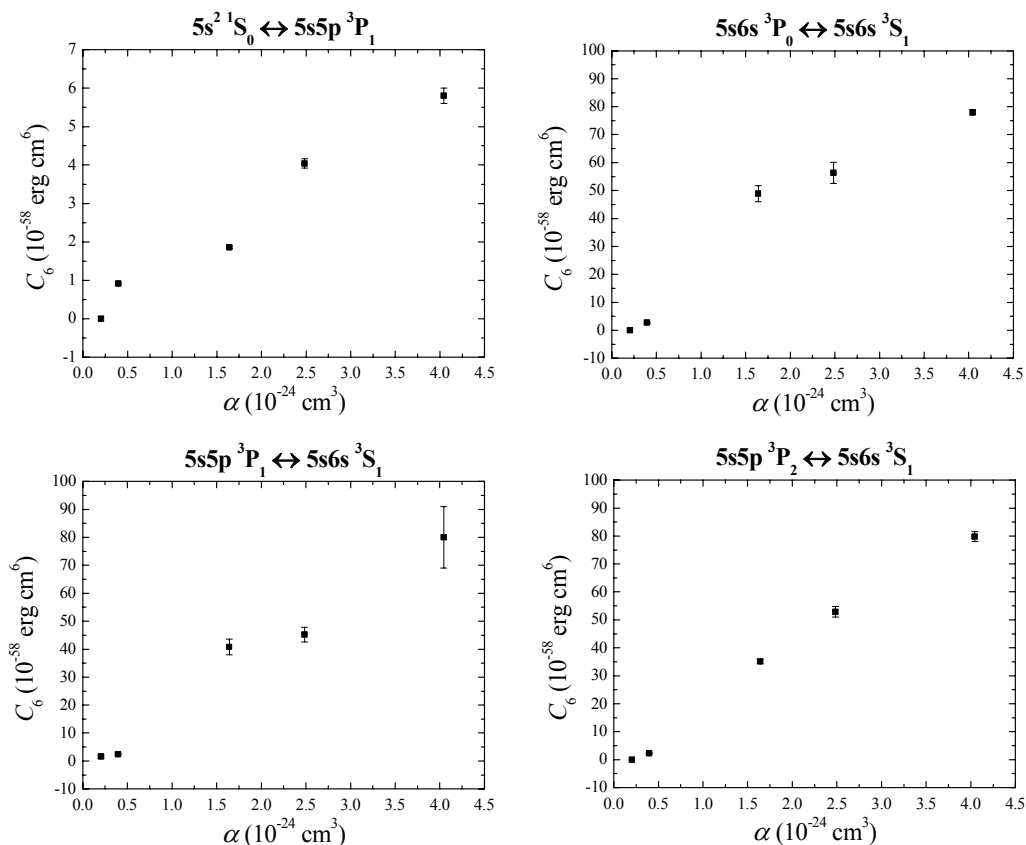 5s² ¹S₀ ↔ 5s5p ³P₁
7
6
5
4
3
2
1
0
-1
C₆ (10⁻⁵⁸ erg cm⁶)
0.0 0.5 1.0 1.5 2.0 2.5 3.0 3.5 4.0 4.5
α (10⁻²⁴ cm³)
5s6s ³P₀ ↔ 5s6s ³S₁
100
90
80
70
60
50
40
30
20
10
0
-10
C₆ (10⁻⁵⁸ erg cm⁶)
0.0 0.5 1.0 1.5 2.0 2.5 3.0 3.5 4.0 4.5
α (10⁻²⁴ cm³)
5s5p ³P₁ ↔ 5s6s ³S₁
100
90
80
70
60
50
40
30
20
10
0
-10
C₆ (10⁻⁵⁸ erg cm⁶)
0.0 0.5 1.0 1.5 2.0 2.5 3.0 3.5 4.0 4.5
α (10⁻²⁴ cm³)
5s5p ³P₂ ↔ 5s6s ³S₁
100
90
80
70
60
50
40
30
20
10
0
-10
C₆ (10⁻⁵⁸ erg cm⁶)
0.0 0.5 1.0 1.5 2.0 2.5 3.0 3.5 4.0 4.5
α (10⁻²⁴ cm³)